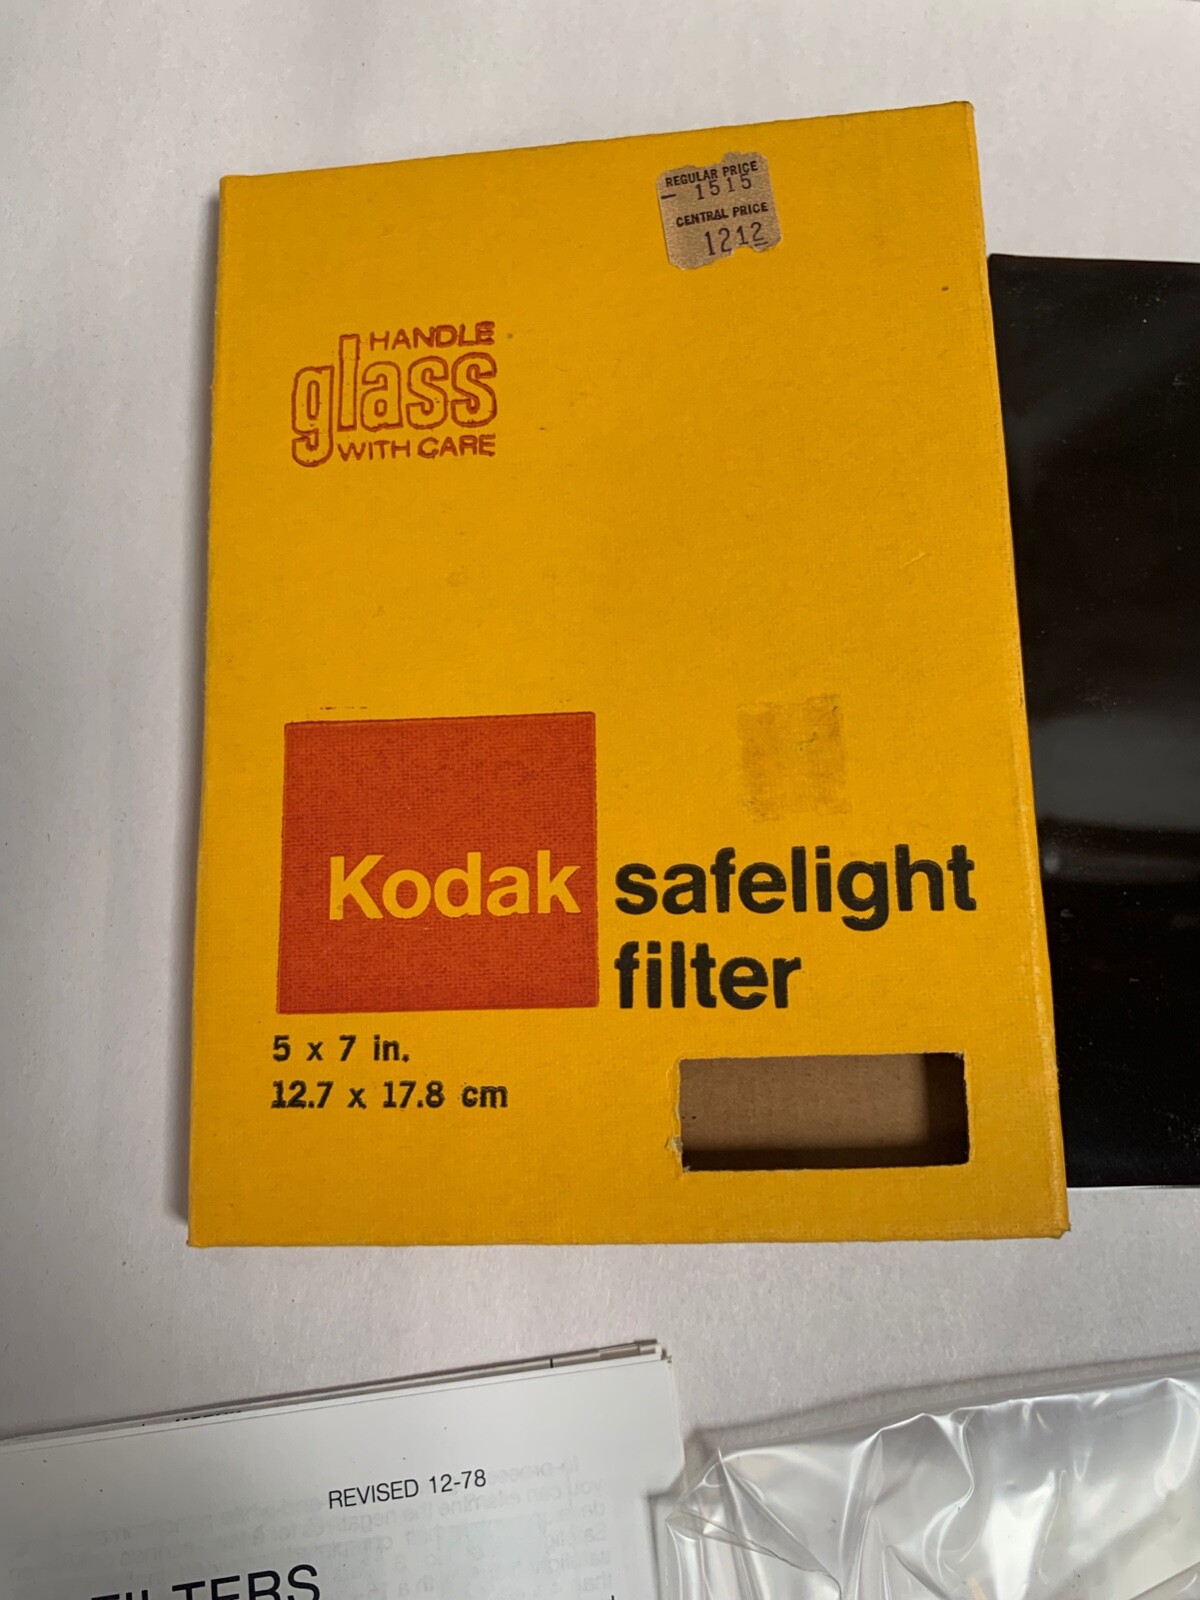 REGULAR PRICE
1515
CENTRAL PRICE
1212
HANDLE
glass
WITH CARE
Kodak safelight
filter
5 x 7 in.
12.7 x 17.8 cm
REVISED 12-78
FILTERS